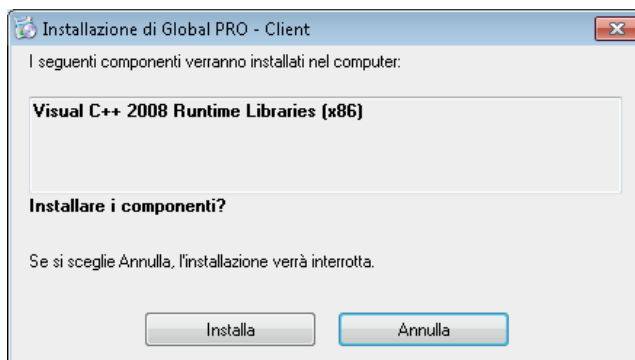 Installazione di Global PRO - Client
I seguenti componenti verranno installati nel computer:
Visual C++ 2008 Runtime Libraries (x86)
Installare i componenti?
Se si sceglie Annulla, l'installazione verrà interrotta.
Installa
Annulla